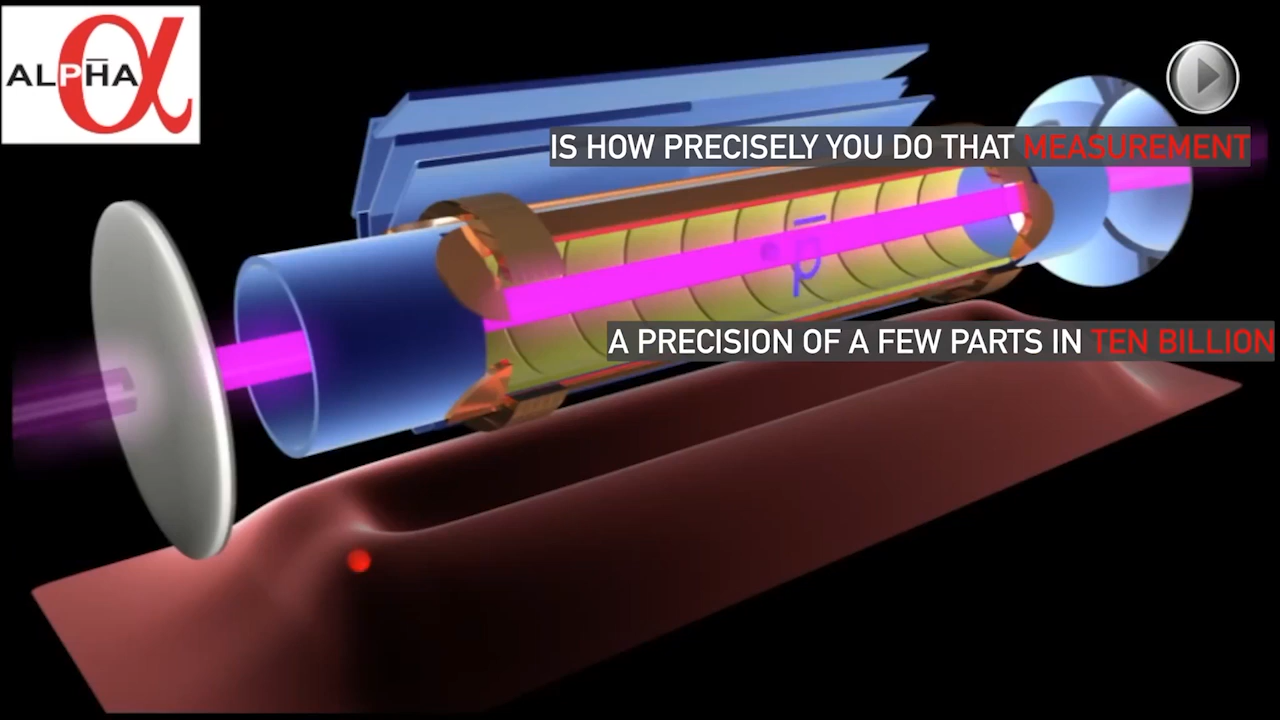 ALPHA
α
IS HOW PRECISELY YOU DO THAT MEASUREMENT
p̅
A PRECISION OF A FEW PARTS IN TEN BILLION